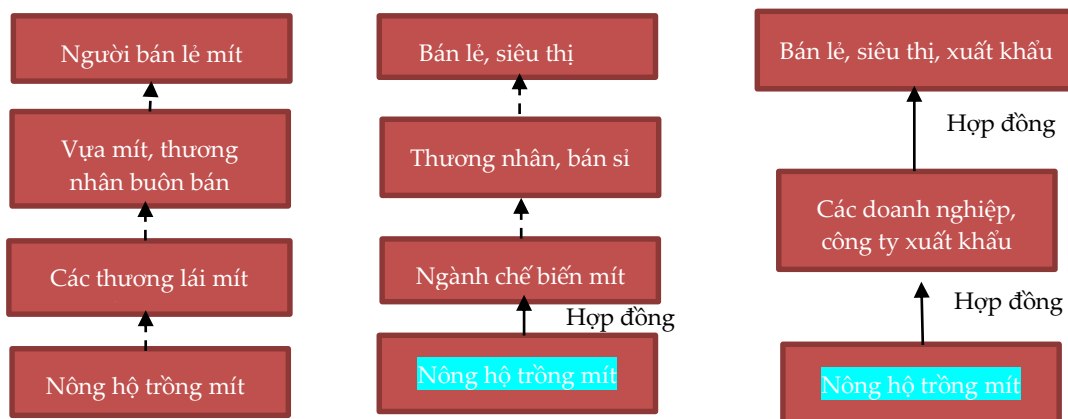 Người bán lẻ mít
Vựa mít, thương
nhân buôn bán
Các thương lái mít
Nông hộ trồng mít
Bán lẻ, siêu thị
Thương nhân, bán sỉ
Ngành chế biến mít
Hợp đồng
Nông hộ trồng mít
Bán lẻ, siêu thị, xuất khẩu
Hợp đồng
Các doanh nghiệp,
công ty xuất khẩu
Hợp đồng
Nông hộ trồng mít